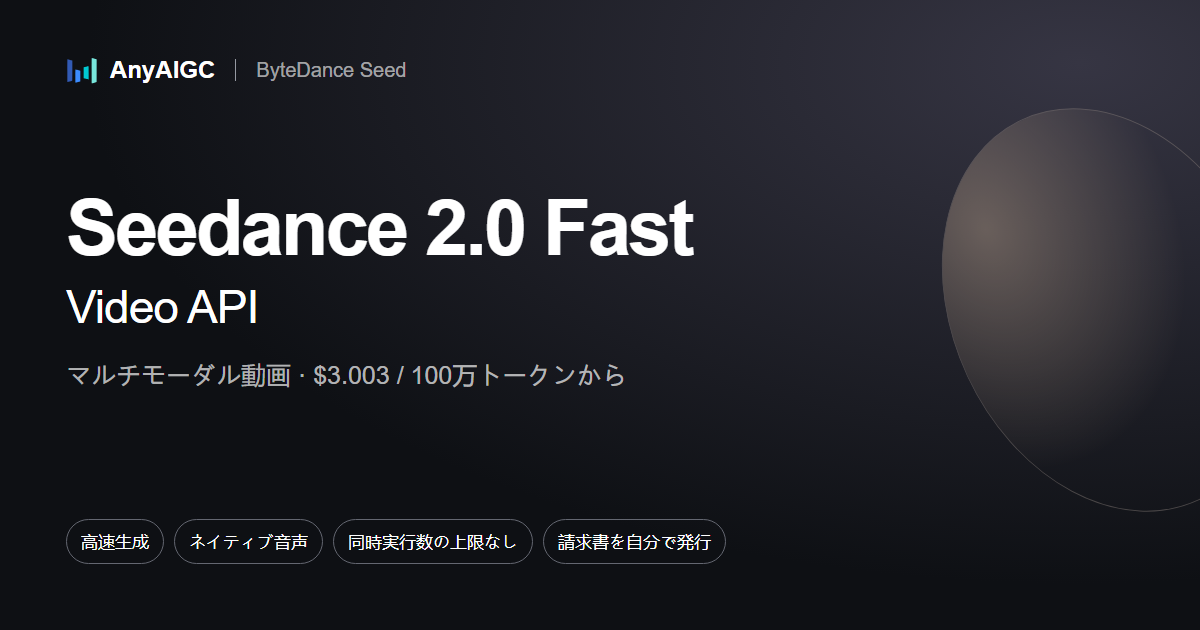 AnyAIGC | ByteDance Seed
Seedance 2.0 Fast
Video API
マルチモーダル動画 · $3.003 / 100万トークンから
高速生成 ネイティブ音声 同時実行数の上限なし 請求書を自分で発行